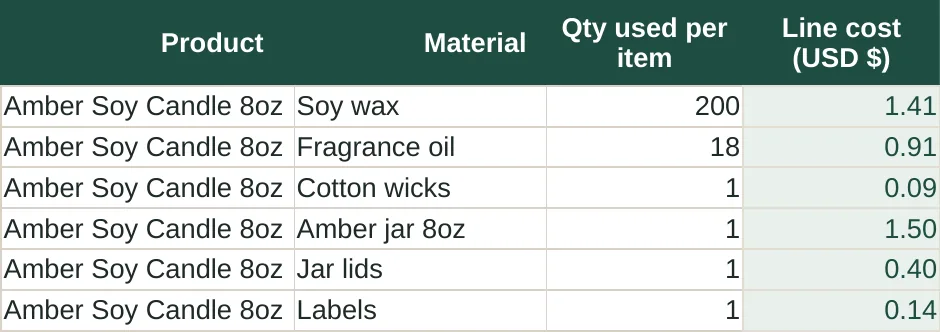 Product Material Qty used per item Line cost (USD $)
Amber Soy Candle 8oz Soy wax 200 1.41
Amber Soy Candle 8oz Fragrance oil 18 0.91
Amber Soy Candle 8oz Cotton wicks 1 0.09
Amber Soy Candle 8oz Amber jar 8oz 1 1.50
Amber Soy Candle 8oz Jar lids 1 0.40
Amber Soy Candle 8oz Labels 1 0.14